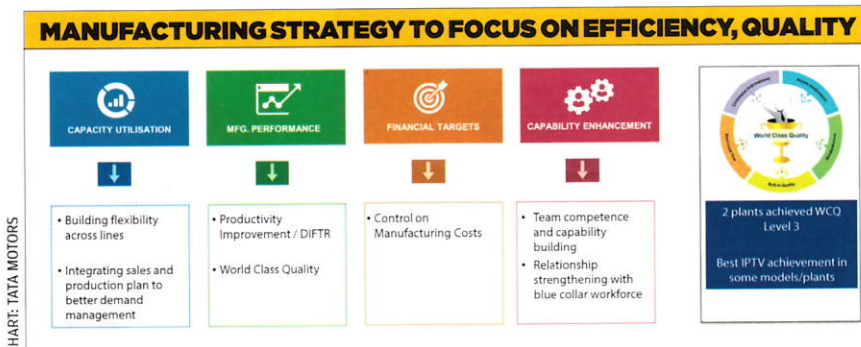 MANUFACTURING STRATEGY TO FOCUS ON EFFICIENCY, QUALITY
CAPACITY UTILISATION
• Building flexibility
across lines
• Integrating sales and
production plan to
better demand
management
MFG. PERFORMANCE
• Productivity
Improvement / DIFTR
• World Class Quality
FINANCIAL TARGETS
• Control on
Manufacturing Costs
CAPABILITY ENHANCEMENT
• Team competence
and capability
building
• Relationship
strengthening with
blue collar workforce
World Class Quality
Built-in-Quality
2 plants achieved WCQ
Level 3
Best IPTV achievement in
some models/plants
HART: TATA MOTORS